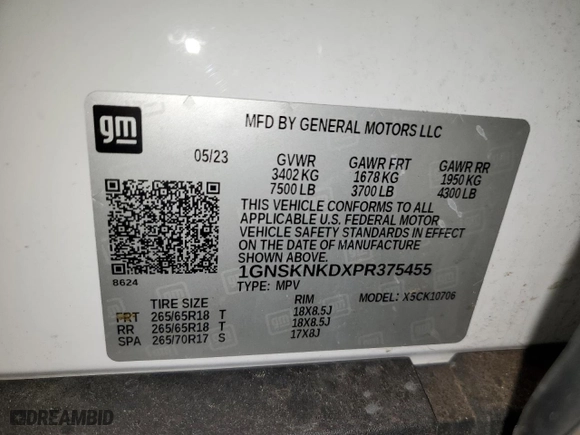 gm
MFD BY GENERAL MOTORS LLC
05/23 GVWR GAWR FRT GAWR RR
3402 KG 1678 KG 1950 KG
7500 LB 3700 LB 4300 LB
THIS VEHICLE CONFORMS TO ALL
APPLICABLE U.S. FEDERAL MOTOR
VEHICLE SAFETY STANDARDS IN EFFECT
ON THE DATE OF MANUFACTURE
SHOWN ABOVE.
1GNSKNKDXPR375455
8624
TYPE: MPV
TIRE SIZE RIM MODEL: X5CK10706
FRT 265/65R18 T 18X8.5J
RR 265/65R18 T 18X8.5J
SPA 265/70R17 S 17X8J
DREAMBID